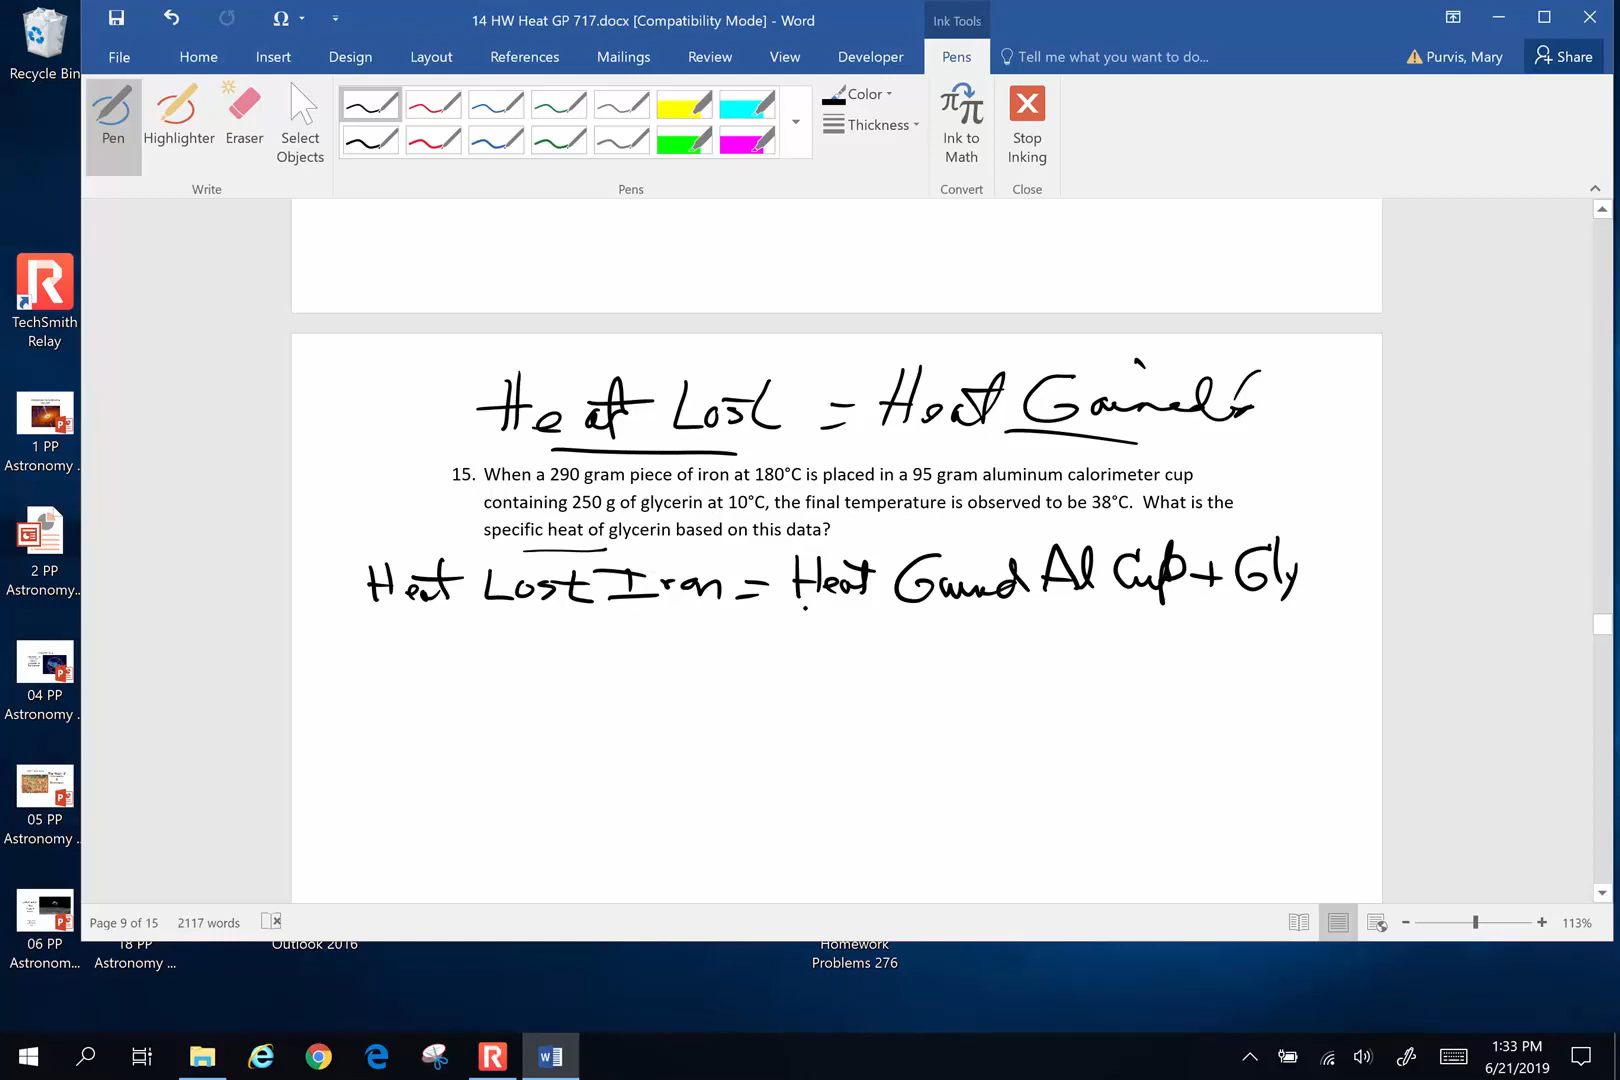 14 HW Heat GP 717.docx [Compatibility Mode] - Word
Ink Tools
File Home Insert Design Layout References Mailings Review View Developer Pens Tell me what you want to do... Purvis, Mary Share
Pen Highlighter Eraser Select Objects
Color
Thickness
Ink to Math
Stop Inking
Write Pens Convert Close
Recycle Bin
TechSmith Relay
1 PP Astronomy
2 PP Astronomy...
04 PP Astronomy
05 PP Astronomy
06 PP Astronom...
18 PP Astronomy ...
Outlook 2016
Homework Problems 276
Heat Lost = Heat Gained
15. When a 290 gram piece of iron at 180°C is placed in a 95 gram aluminum calorimeter cup
containing 250 g of glycerin at 10°C, the final temperature is observed to be 38°C. What is the
specific heat of glycerin based on this data?
Heat Lost Iron = Heat Gained Al Cup + Gly
Page 9 of 15 2117 words
113%
1:33 PM
6/21/2019